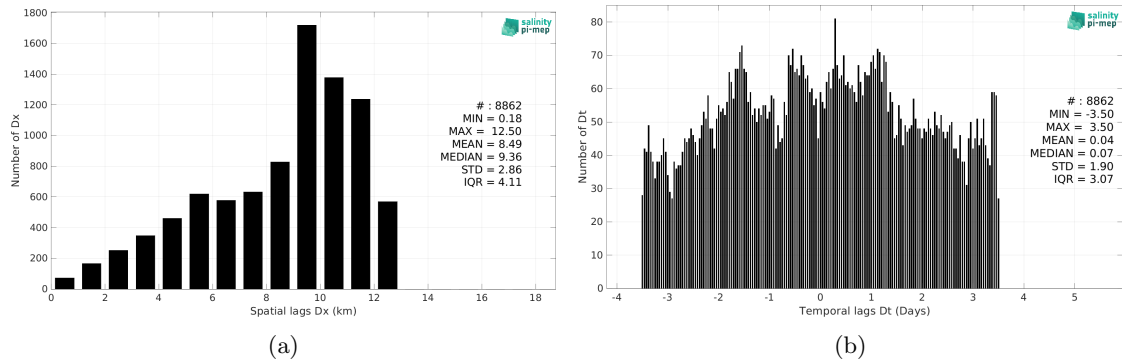 1800
1600
1400
1200
1000
800
600
400
200
0
Number of Dx
salinity
pi-mep
# : 8862
MIN = 0.18
MAX = 12.50
MEAN = 8.49
MEDIAN = 9.36
STD = 2.86
IQR = 4.11
0 2 4 6 8 10 12 14 16 18
Spatial lags Dx (km)
(a)
80
70
60
50
40
30
20
10
0
Number of Dt
salinity
pi-mep
# : 8862
MIN = -3.50
MAX = 3.50
MEAN = 0.04
MEDIAN = 0.07
STD = 1.90
IQR = 3.07
-4 -3 -2 -1 0 1 2 3 4 5
Temporal lags Dt (Days)
(b)